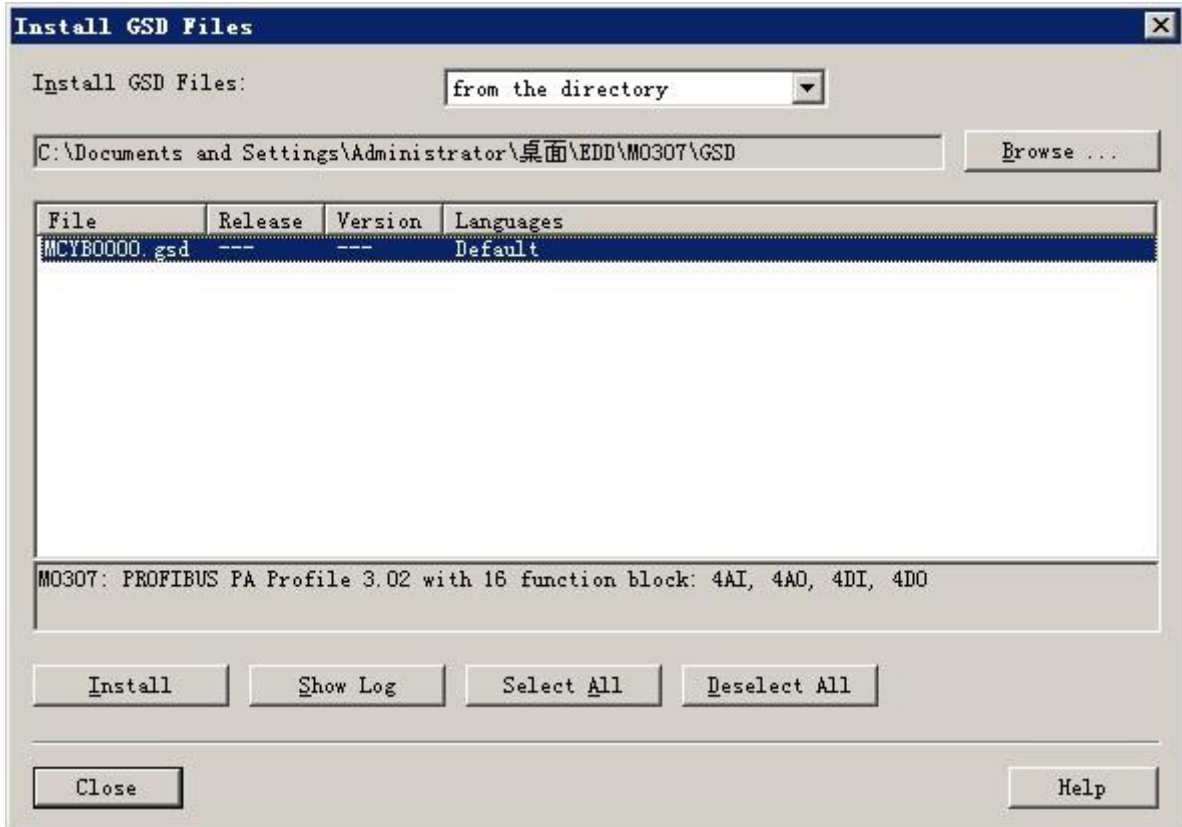 Install GSD Files
Install GSD Files: from the directory
C:\Documents and Settings\Administrator\桌面\EDD\M0307\GSD Browse ...
File Release Version Languages
MCYB0000.gsd --- --- Default
M0307: PROFIBUS PA Profile 3.02 with 16 function block: 4AI, 4AO, 4DI, 4DO
Install Show Log Select All Deselect All
Close Help